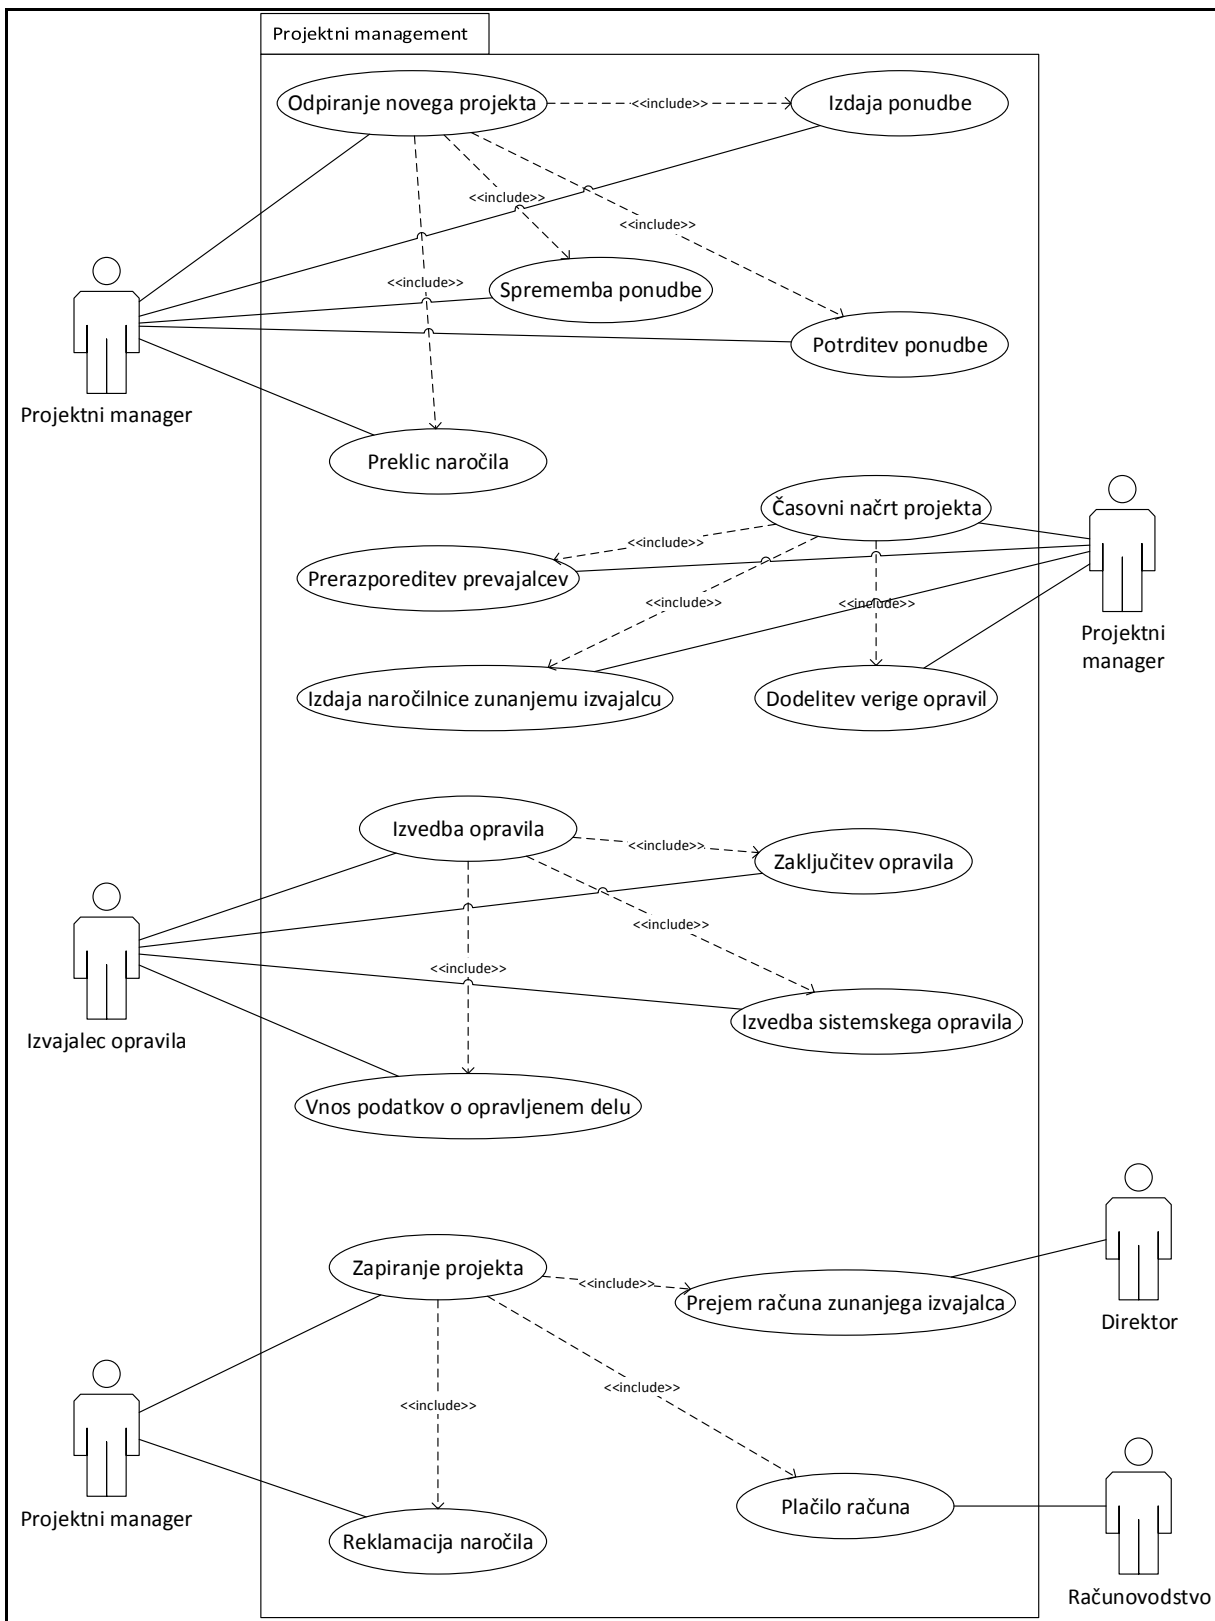 Projektni management
Odpiranje novega projekta
<<include>>
Izdaja ponudbe
<<include>>
<<include>>
<<include>>
Sprememba ponudbe
Potrditev ponudbe
Projektni manager
Preklic naročila
Časovni načrt projekta
<<include>>
Prerazporeditev prevajalcev
<<include>>
<<include>>
Projektni
manager
Izdaja naročilnice zunanjemu izvajalcu
Dodelitev verige opravil
Izvedba opravila
<<include>>
Zaključitev opravila
<<include>>
<<include>>
Izvedba sistemskega opravila
Izvajalec opravila
Vnos podatkov o opravljenem delu
Zapiranje projekta
<<include>>
Prejem računa zunanjega izvajalca
Direktor
<<include>>
<<include>>
Projektni manager
Plačilo računa
Reklamacija naročila
Računovodstvo